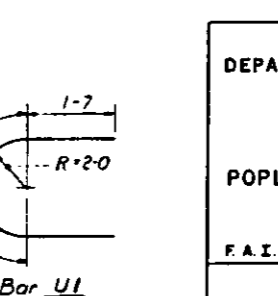 1-7
R=2-0
Bar U1
DEPA
POPL
F.A.I.